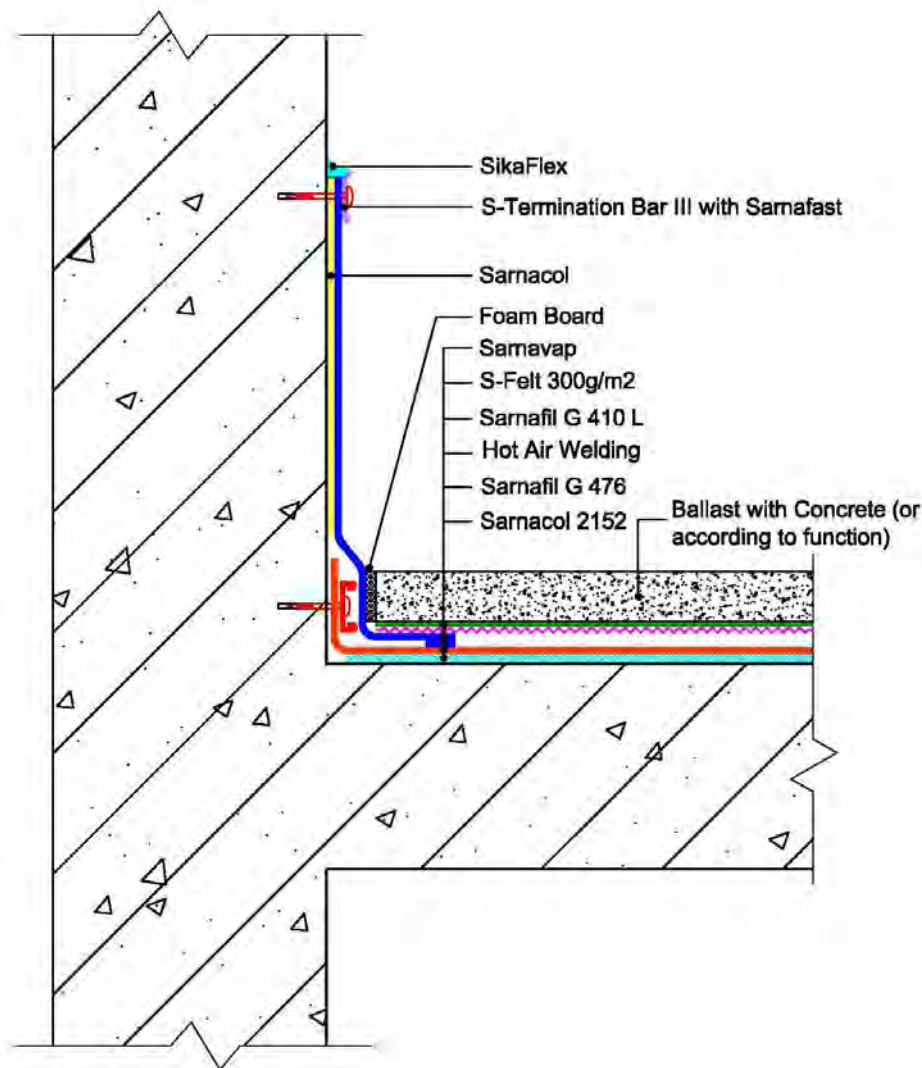 SikaFlex
S-Termination Bar III with Sarnafast
Sarnacol
Foam Board
Sarnavap
S-Felt 300g/m2
Sarnafil G 410 L
Hot Air Welding
Sarnafil G 476
Sarnacol 2152
Ballast with Concrete (or
according to function)